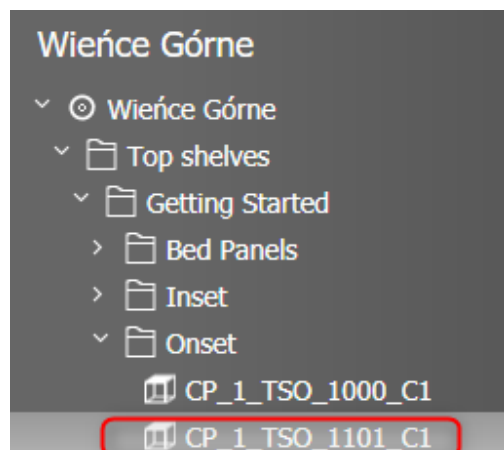 Wieńce Górne
Wieńce Górne
Top shelves
Getting Started
Bed Panels
Inset
Onset
CP_1_TSO_1000_C1
CP_1_TSO_1101_C1